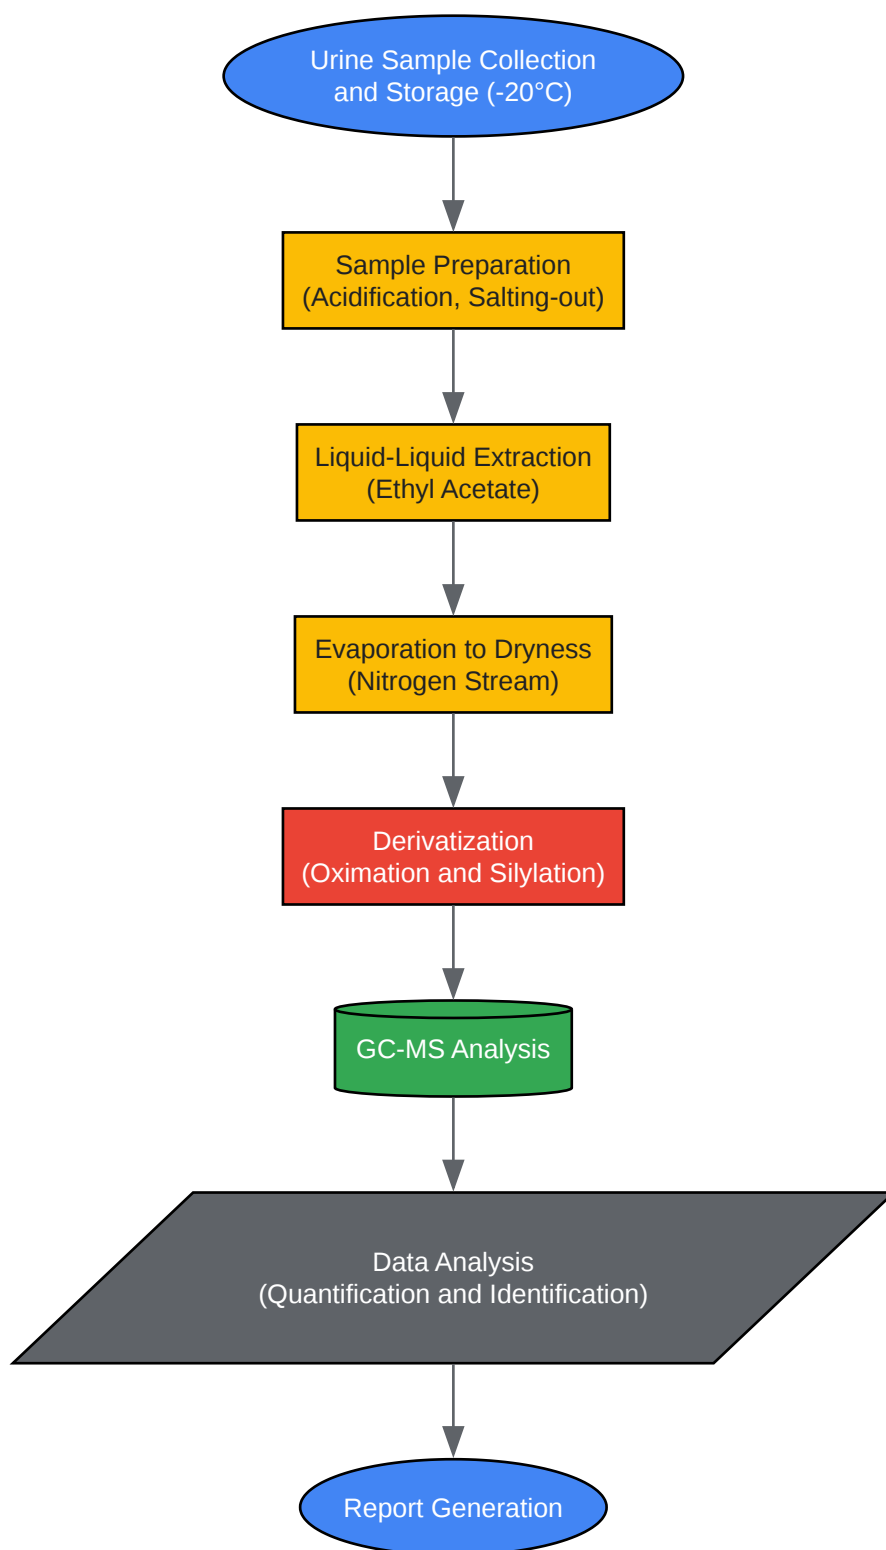 Urine Sample Collection
and Storage (-20°C)
Sample Preparation
(Acidification, Salting-out)
Liquid-Liquid Extraction
(Ethyl Acetate)
Evaporation to Dryness
(Nitrogen Stream)
Derivatization
(Oximation and Silylation)
GC-MS Analysis
Data Analysis
(Quantification and Identification)
Report Generation